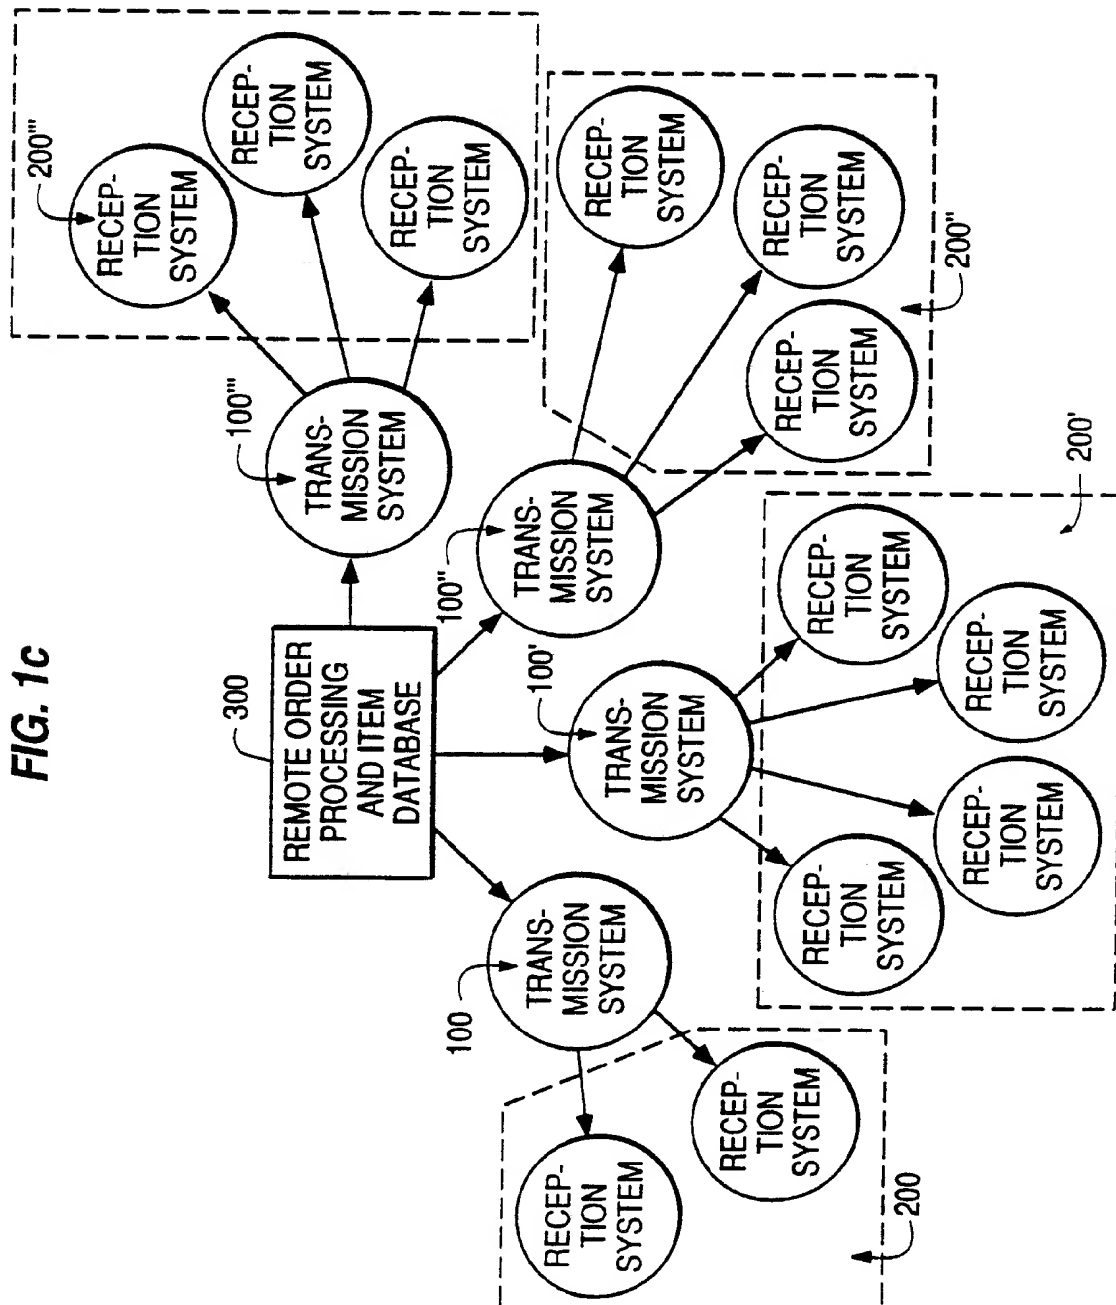 FIG. 1c
300
REMOTE ORDER
PROCESSING
AND ITEM
DATABASE
100
TRANS-
MISSION
SYSTEM
100'
TRANS-
MISSION
SYSTEM
100"
TRANS-
MISSION
SYSTEM
100'''
TRANS-
MISSION
SYSTEM
RECEP-
TION
SYSTEM
RECEP-
TION
SYSTEM
200
RECEP-
TION
SYSTEM
RECEP-
TION
SYSTEM
RECEP-
TION
SYSTEM
RECEP-
TION
SYSTEM
200'
RECEP-
TION
SYSTEM
RECEP-
TION
SYSTEM
RECEP-
TION
SYSTEM
200"
200'''
RECEP-
TION
SYSTEM
RECEP-
TION
SYSTEM
RECEP-
TION
SYSTEM